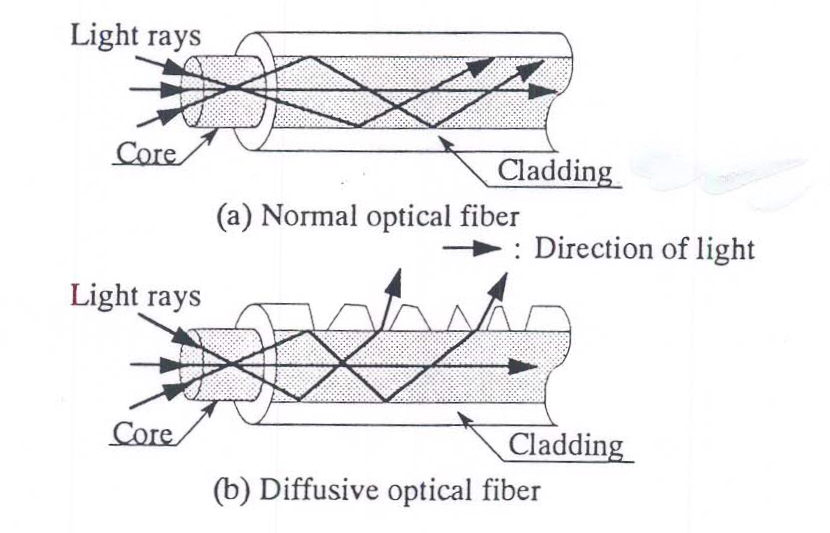 Light rays
Core
Cladding
(a) Normal optical fiber
: Direction of light
Light rays
Core
Cladding
(b) Diffusive optical fiber